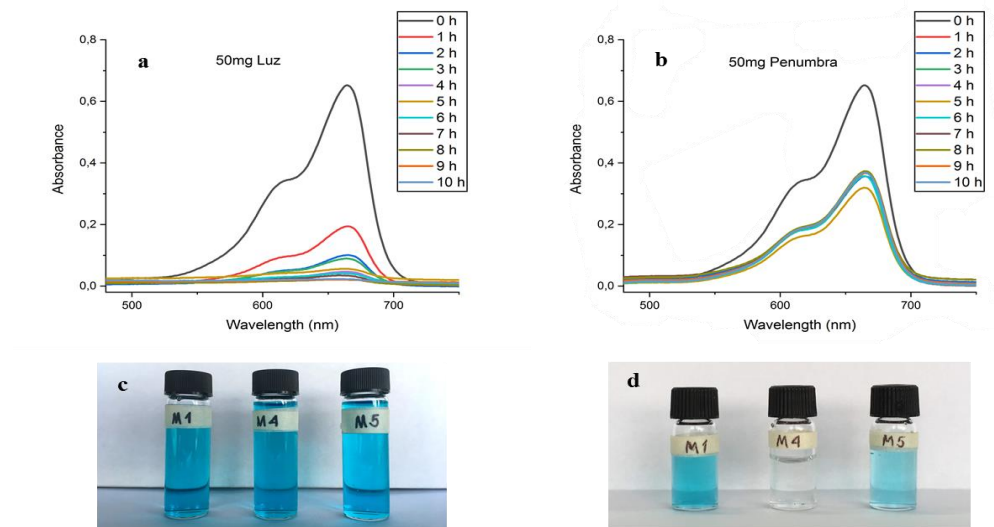 a
50mg Luz
0 h
1 h
2 h
3 h
4 h
5 h
6 h
7 h
8 h
9 h
10 h
0,8
0,6
0,4
0,2
0,0
Absorbance
500
600
700
Wavelength (nm)
b
50mg Penumbra
0 h
1 h
2 h
3 h
4 h
5 h
6 h
7 h
8 h
9 h
10 h
0,8
0,6
0,4
0,2
0,0
Absorbance
500
600
700
Wavelength (nm)
c
M1
M4
M5
d
M1
M4
M5